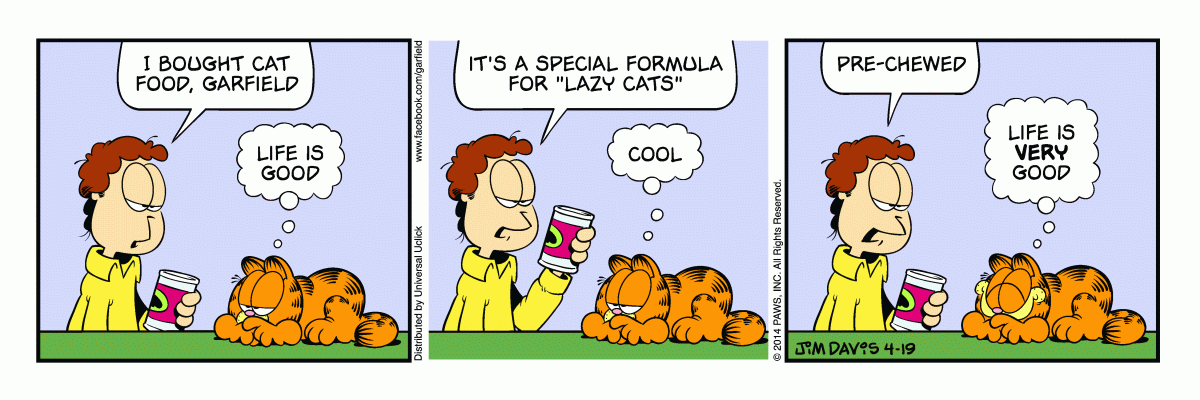 I BOUGHT CAT
FOOD, GARFIELD
LIFE IS
GOOD
www.facebook.com/garfield
Distributed by Universal Uclick
IT'S A SPECIAL FORMULA
FOR "LAZY CATS"
COOL
© 2014 PAWS, INC. All Rights Reserved.
PRE-CHEWED
LIFE IS
VERY
GOOD
JIM DAVIS 4-19